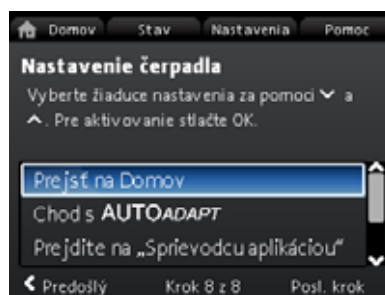 Domov Stav Nastavenia Pomoc
Nastavenie čerpadla
Vyberte žiaduce nastavenia za pomoci ⌄ a
⌃. Pre aktivovanie stlačte OK.
Prejsť na Domov
Chod s AUTOADAPT
Prejdite na „Sprievodcu aplikáciou“
Predošlý Krok 8 z 8 Posl. krok